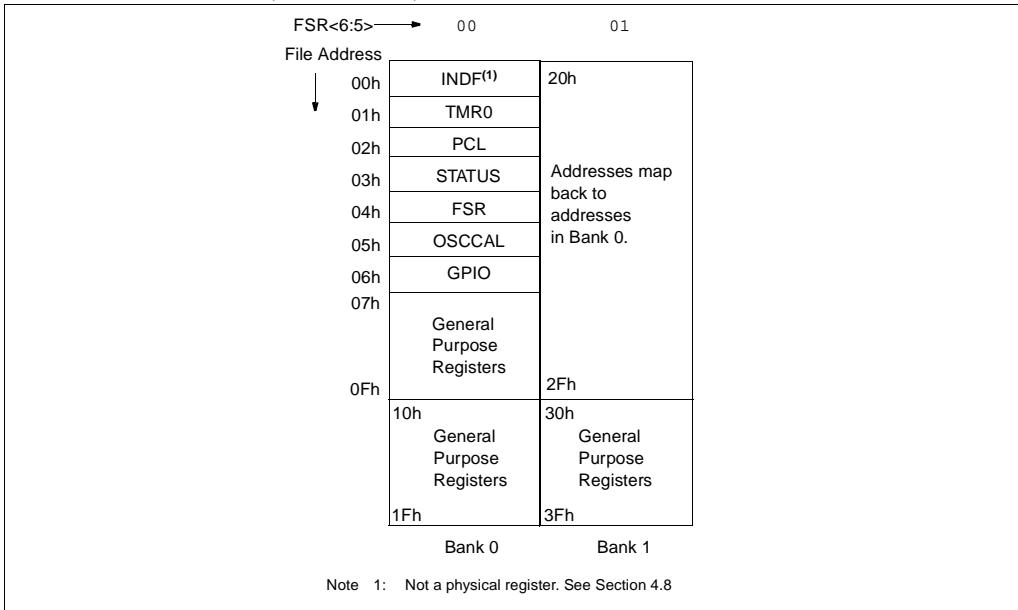 FSR<6:5> 00 01
File Address
00h INDF(1) 20h
01h TMR0
02h PCL
03h STATUS Addresses map
back to
04h FSR addresses
05h OSCCAL in Bank 0.
06h GPIO
07h
General
Purpose
Registers
0Fh 2Fh
10h 30h
General General
Purpose Purpose
Registers Registers
1Fh 3Fh
Bank 0 Bank 1
Note 1: Not a physical register. See Section 4.8